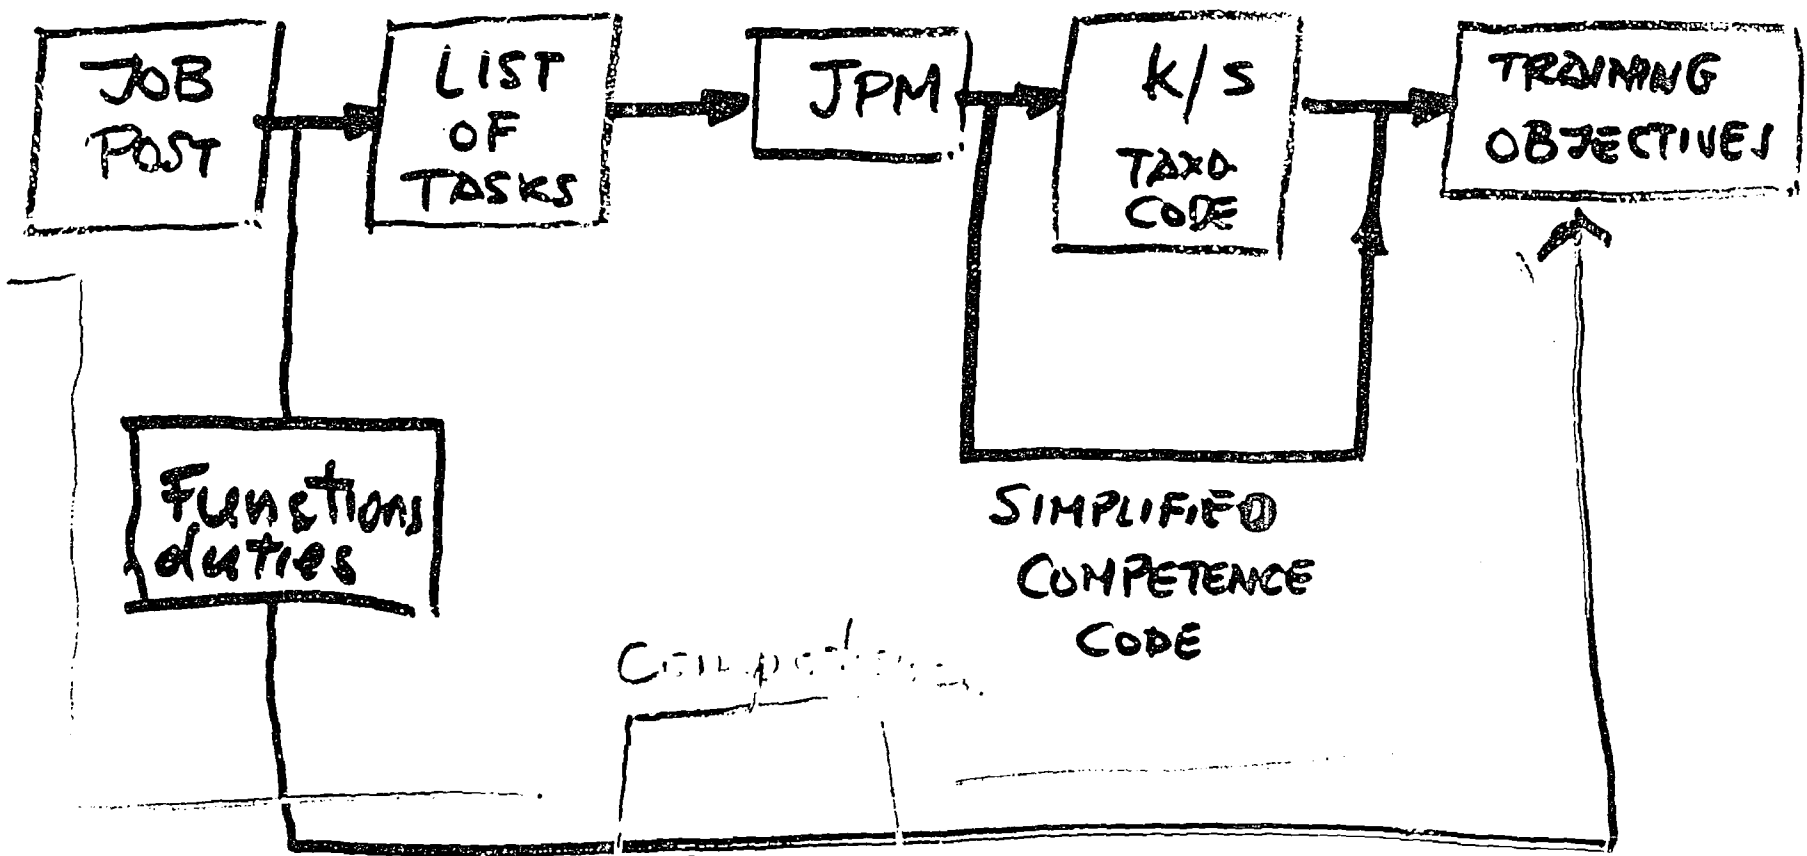 JOB
POST
LIST
OF
TASKS
JPM
K/S
TAXO
CODE
TRAINING
OBJECTIVES
Functions
duties
SIMPLIFIED
COMPETENCE
CODE